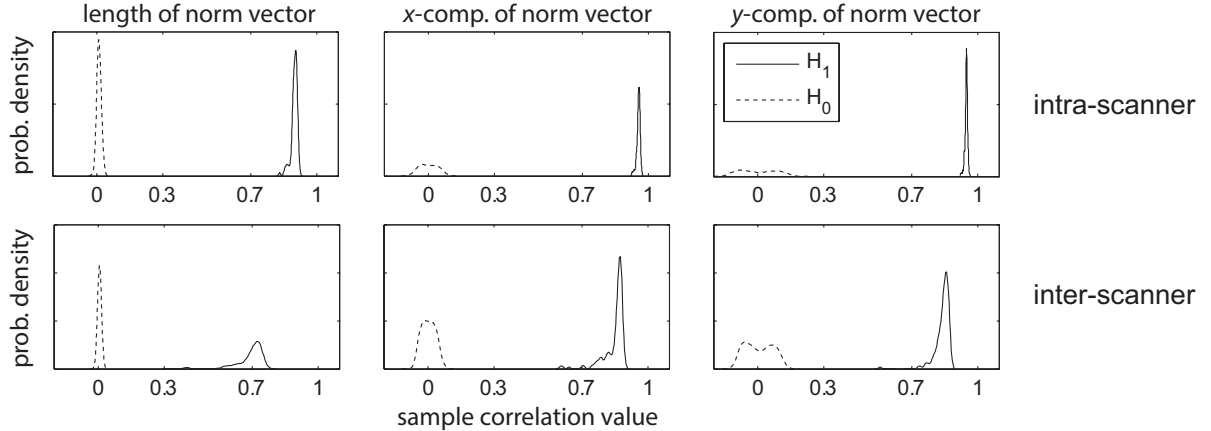 length of norm vector
x-comp. of norm vector
y-comp. of norm vector
prob. density
H1
H0
intra-scanner
0 0.3 0.7 1
0 0.3 0.7 1
0 0.3 0.7 1
prob. density
inter-scanner
0 0.3 0.7 1
0 0.3 0.7 1
0 0.3 0.7 1
sample correlation value